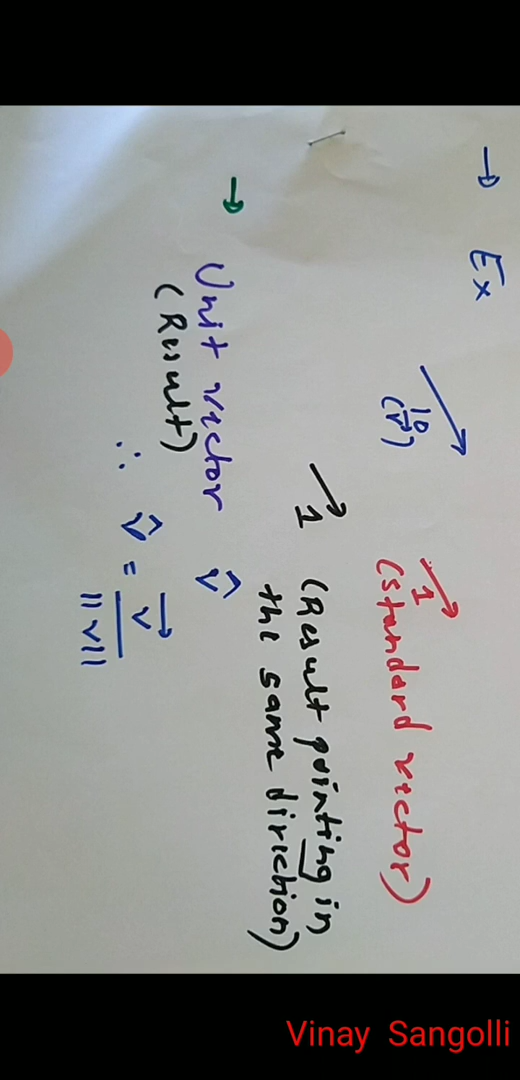 → Ex 10 (v⃗) 1 (standard vector)
1 (Result pointing in the same direction)
→ Unit vector v̂
(Result)
∴ v̂ = v⃗ / ||v||
Vinay Sangolli